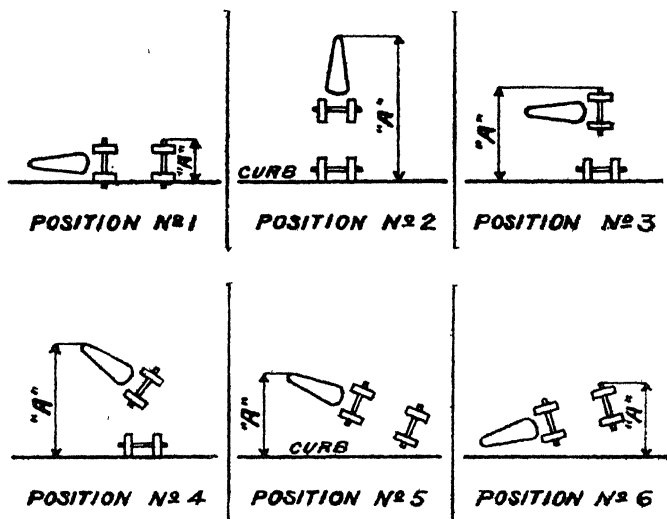 "A"
POSITION Nº 1
"A"
CURB
POSITION Nº 2
"A"
POSITION Nº 3
"A"
POSITION Nº 4
"A"
CURB
POSITION Nº 5
"A"
POSITION Nº 6